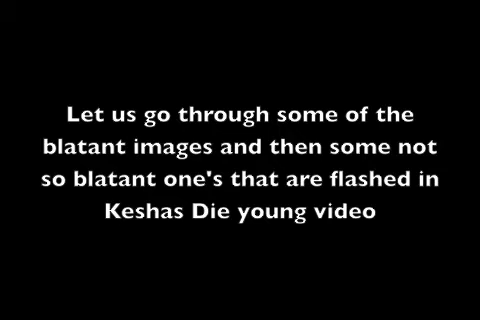 Let us go through some of the
blatant images and then some not
so blatant one's that are flashed in
Keshas Die young video